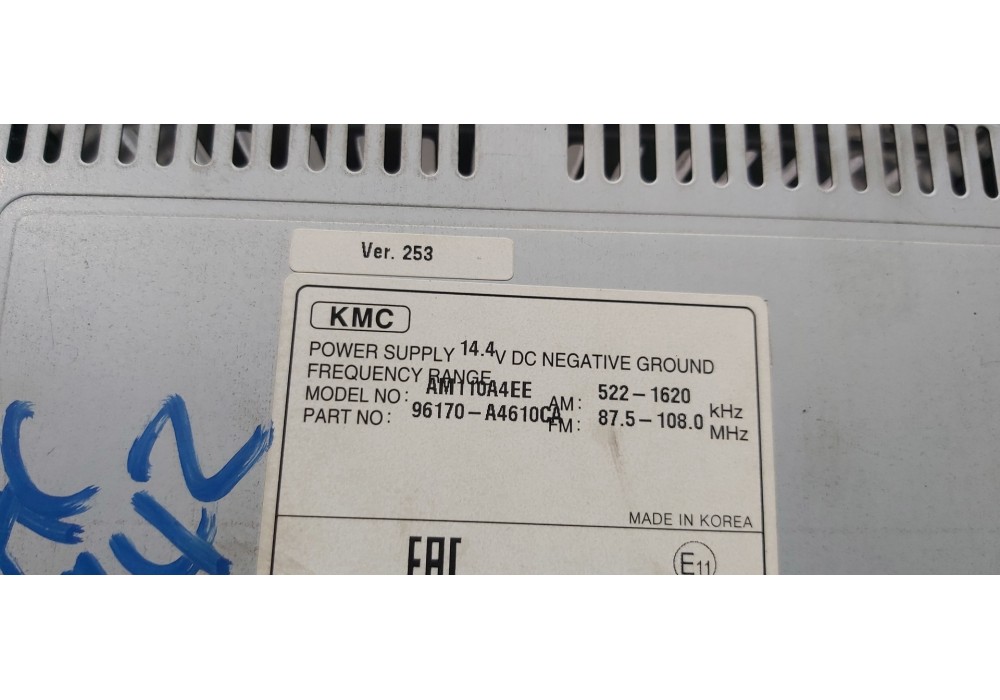 Ver. 253
KMC
POWER SUPPLY 14.4V DC NEGATIVE GROUND
FREQUENCY RANGE
MODEL NO: AM110A4EE AM: 522-1620 kHz
PART NO: 96170-A4610CA FM: 87.5-108.0 MHz
MADE IN KOREA
EAC
E11